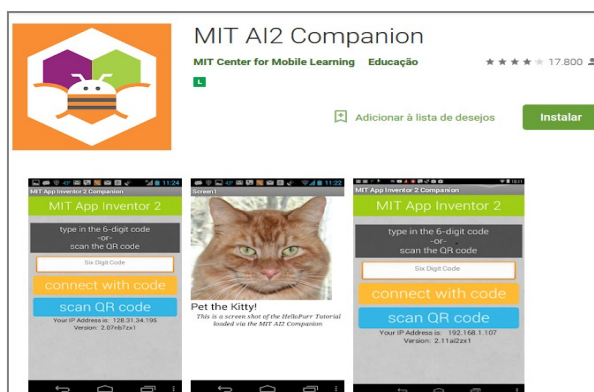 MIT AI2 Companion
MIT Center for Mobile Learning Educação
17.800
L
Adicionar à lista de desejos
Instalar
11:24
MIT App Inventor 2 Companion
MIT App Inventor 2
type in the 6-digit code
-or-
scan the QR code
Six Digit Code
connect with code
scan QR code
Your IP Address is: 128.31.34.195
Version: 2.07nb7zx1
11:22
Screen1
Pet the Kitty!
This is a screen shot of the HelloPurr Tutorial
loaded via the MIT AI2 Companion
MIT App Inventor 2 Companion
MIT App Inventor 2
type in the 6-digit code
-or-
scan the QR code
Six Digit Code
connect with code
scan QR code
Your IP Address is: 192.168.1.107
Version: 2.11ai2zx1